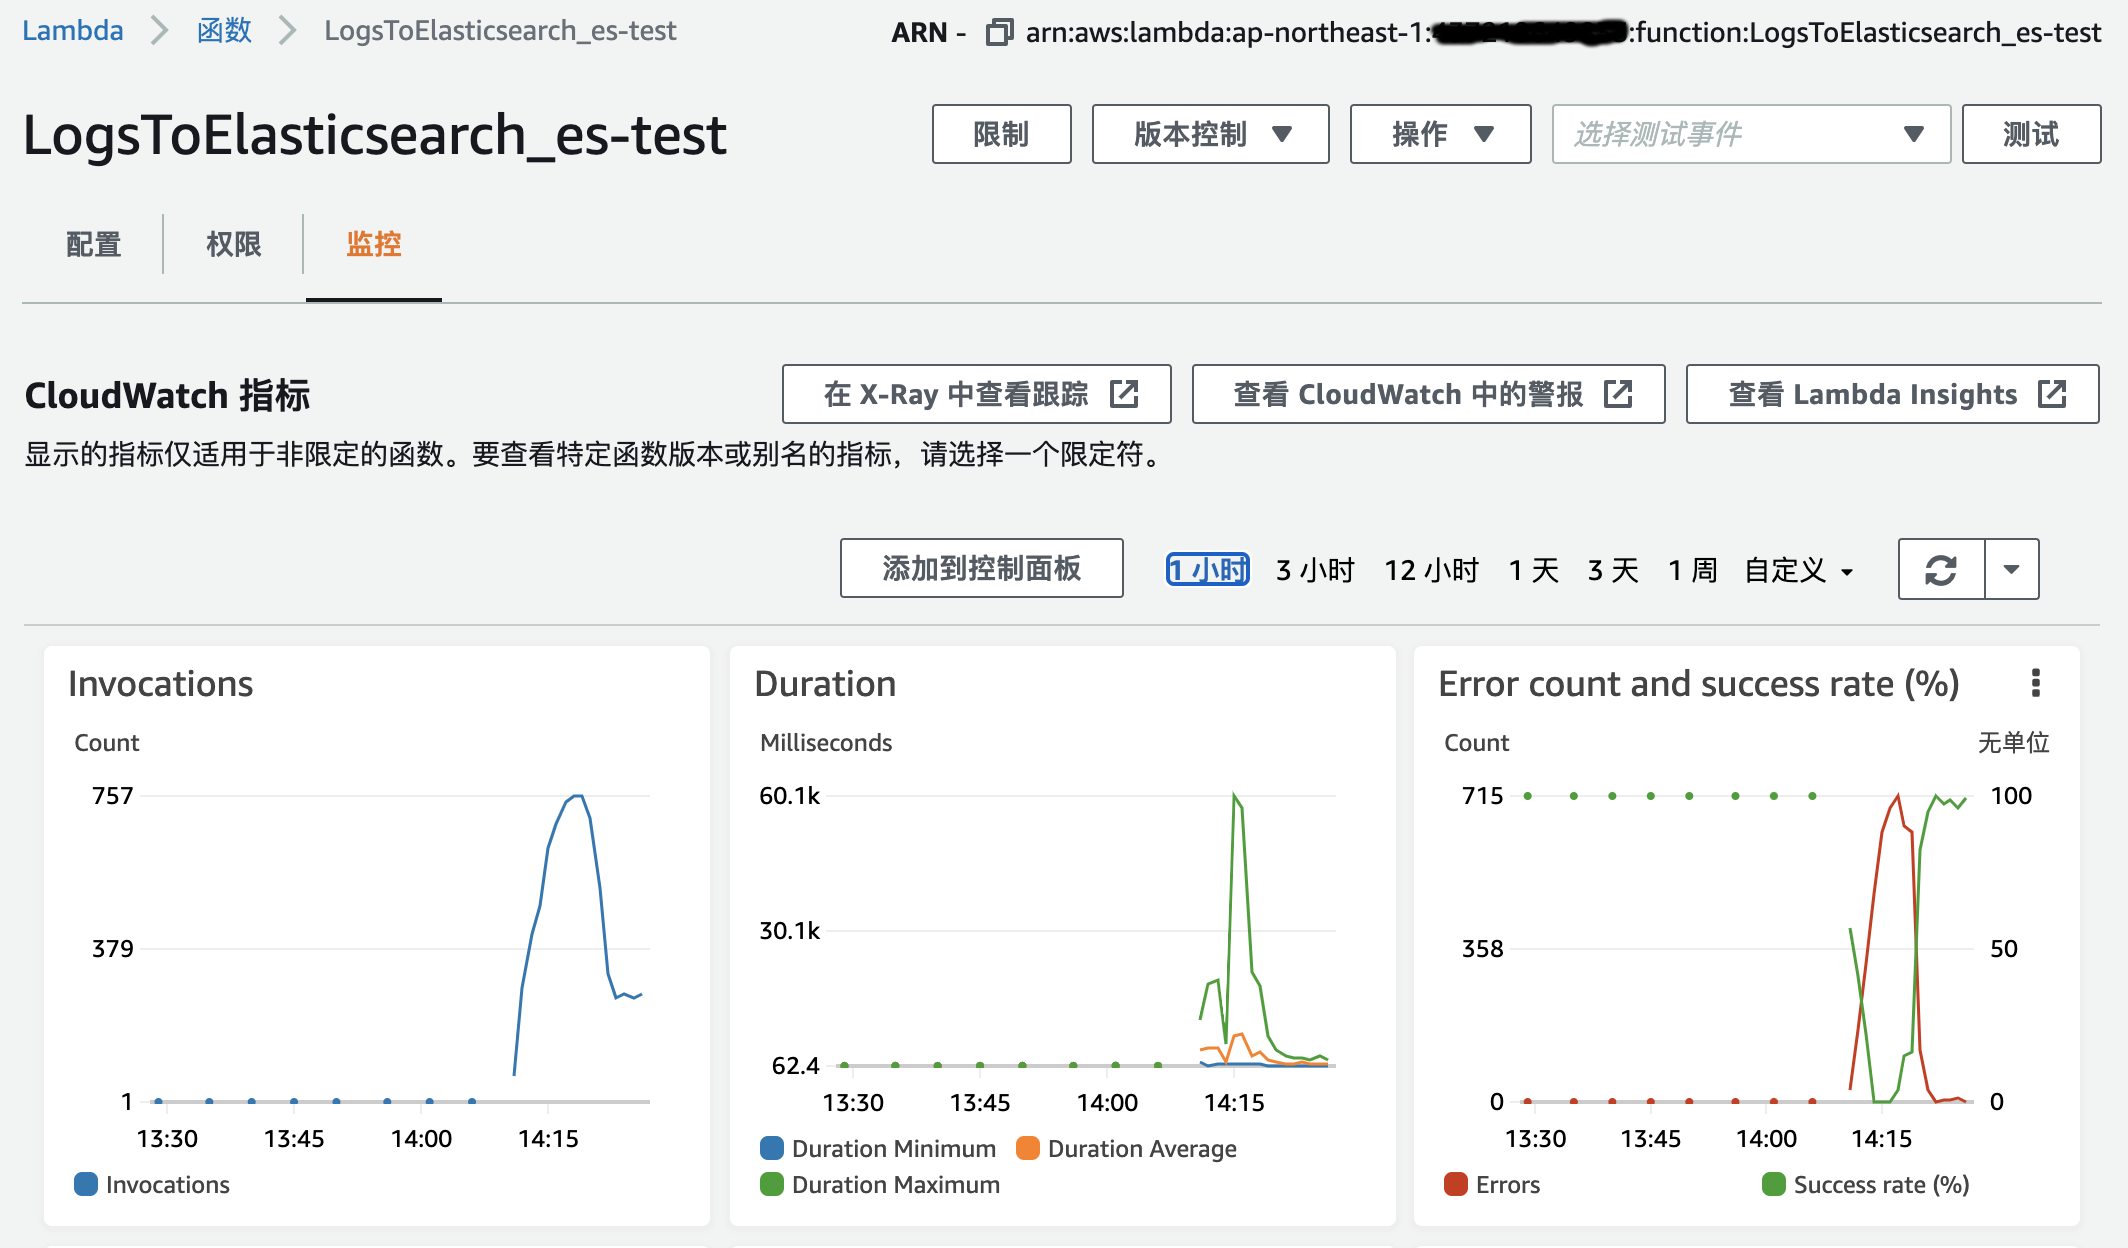 Lambda 函数 LogsToElasticsearch_es-test
ARN - arn:aws:lambda:ap-northeast-1: :function:LogsToElasticsearch_es-test
LogsToElasticsearch_es-test
限制 版本控制 操作 选择测试事件 测试
配置 权限 监控
CloudWatch 指标
在 X-Ray 中查看跟踪 查看 CloudWatch 中的警报 查看 Lambda Insights
显示的指标仅适用于非限定的函数。要查看特定函数版本或别名的指标，请选择一个限定符。
添加到控制面板 1 小时 3 小时 12 小时 1 天 3 天 1 周 自定义
Invocations
Count
757
379
1
13:30 13:45 14:00 14:15
Invocations
Duration
Milliseconds
60.1k
30.1k
62.4
13:30 13:45 14:00 14:15
Duration Minimum Duration Average
Duration Maximum
Error count and success rate (%)
Count 无单位
715 100
358 50
0 0
13:30 13:45 14:00 14:15
Errors Success rate (%)